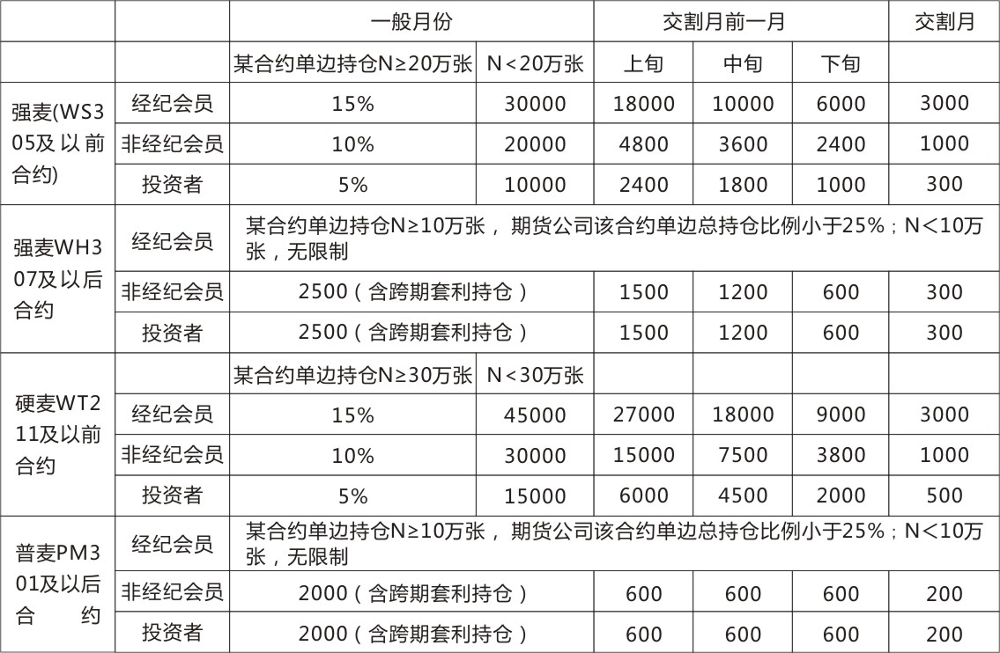 一般月份 交割月前一月 交割月
某合约单边持仓N≥20万张 N<20万张 上旬 中旬 下旬
强麦(WS3
05及以前
合约)
经纪会员 15% 30000 18000 10000 6000 3000
非经纪会员 10% 20000 4800 3600 2400 1000
投资者 5% 10000 2400 1800 1000 300
强麦WH3
07及以后
合约
经纪会员 某合约单边持仓N≥10万张，期货公司该合约单边总持仓比例小于25%；N<10万
张，无限制
非经纪会员 2500（含跨期套利持仓） 1500 1200 600 300
投资者 2500（含跨期套利持仓） 1500 1200 600 300
硬麦WT2
11及以前
合约
某合约单边持仓N≥30万张 N<30万张
经纪会员 15% 45000 27000 18000 9000 3000
非经纪会员 10% 30000 15000 7500 3800 1000
投资者 5% 15000 6000 4500 2000 500
普麦PM3
01及以后
合约
经纪会员 某合约单边持仓N≥10万张，期货公司该合约单边总持仓比例小于25%；N<10万
张，无限制
非经纪会员 2000（含跨期套利持仓） 600 600 600 200
投资者 2000（含跨期套利持仓） 600 600 600 200